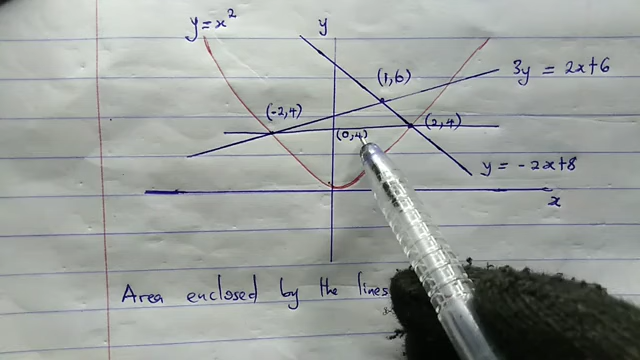 y=x²
y
3y = 2x+6
(1,6)
(-2,4)
(0,4)
(2,4)
y = -2x+8
x
Area enclosed by the lines